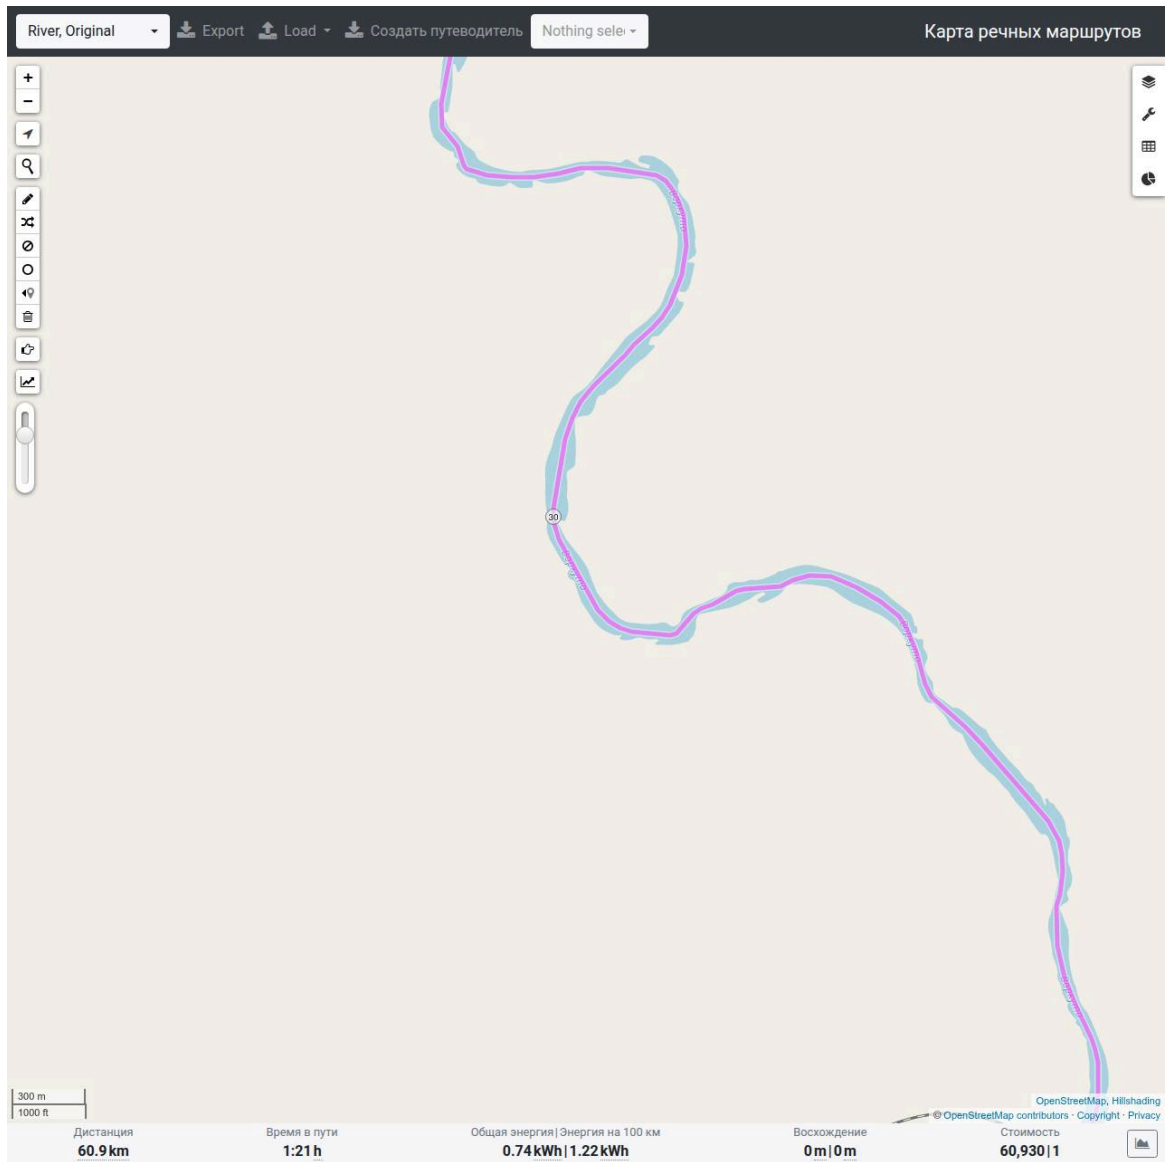 River, Original
Export
Load
Создать путеводитель
Nothing sele
Карта речных маршрутов
+
−
30
300 m
1000 ft
OpenStreetMap, Hillshading
© OpenStreetMap contributors · Copyright · Privacy
Дистанция
Время в пути
Общая энергия|Энергия на 100 км
Восхождение
Стоимость
60.9 km
1:21 h
0.74 kWh|1.22 kWh
0 m|0 m
60,930|1